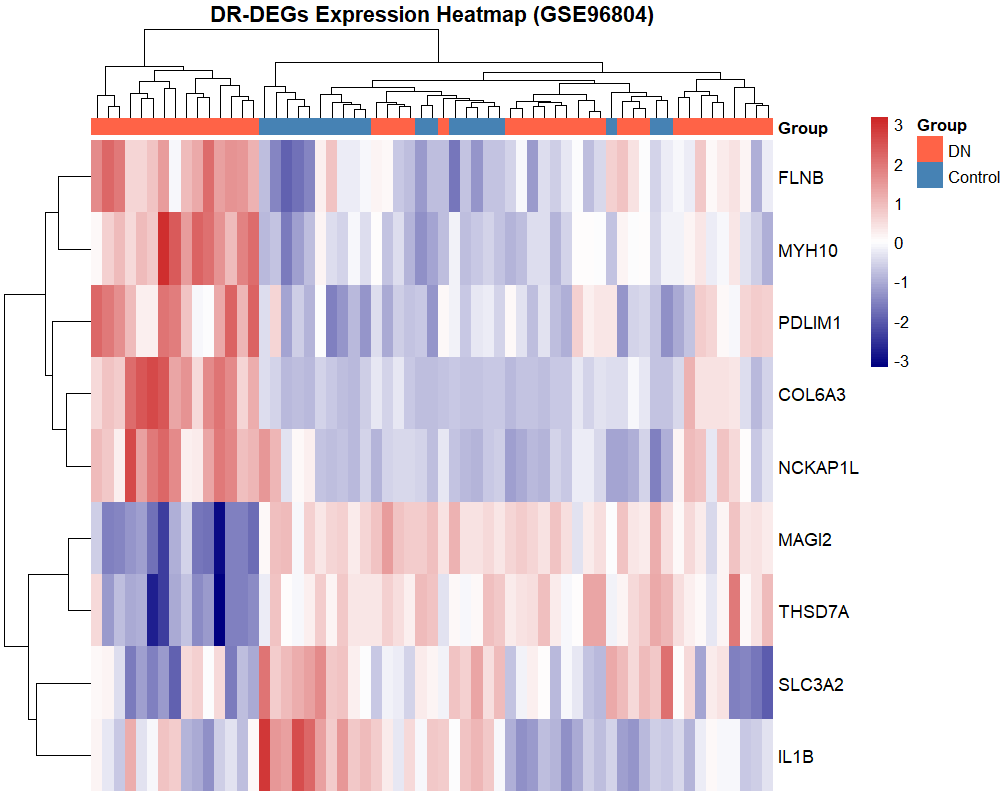 DR-DEGs Expression Heatmap (GSE96804)
Group
FLNB
MYH10
PDLIM1
COL6A3
NCKAP1L
MAGI2
THSD7A
SLC3A2
IL1B
3
2
1
0
-1
-2
-3
Group
DN
Control